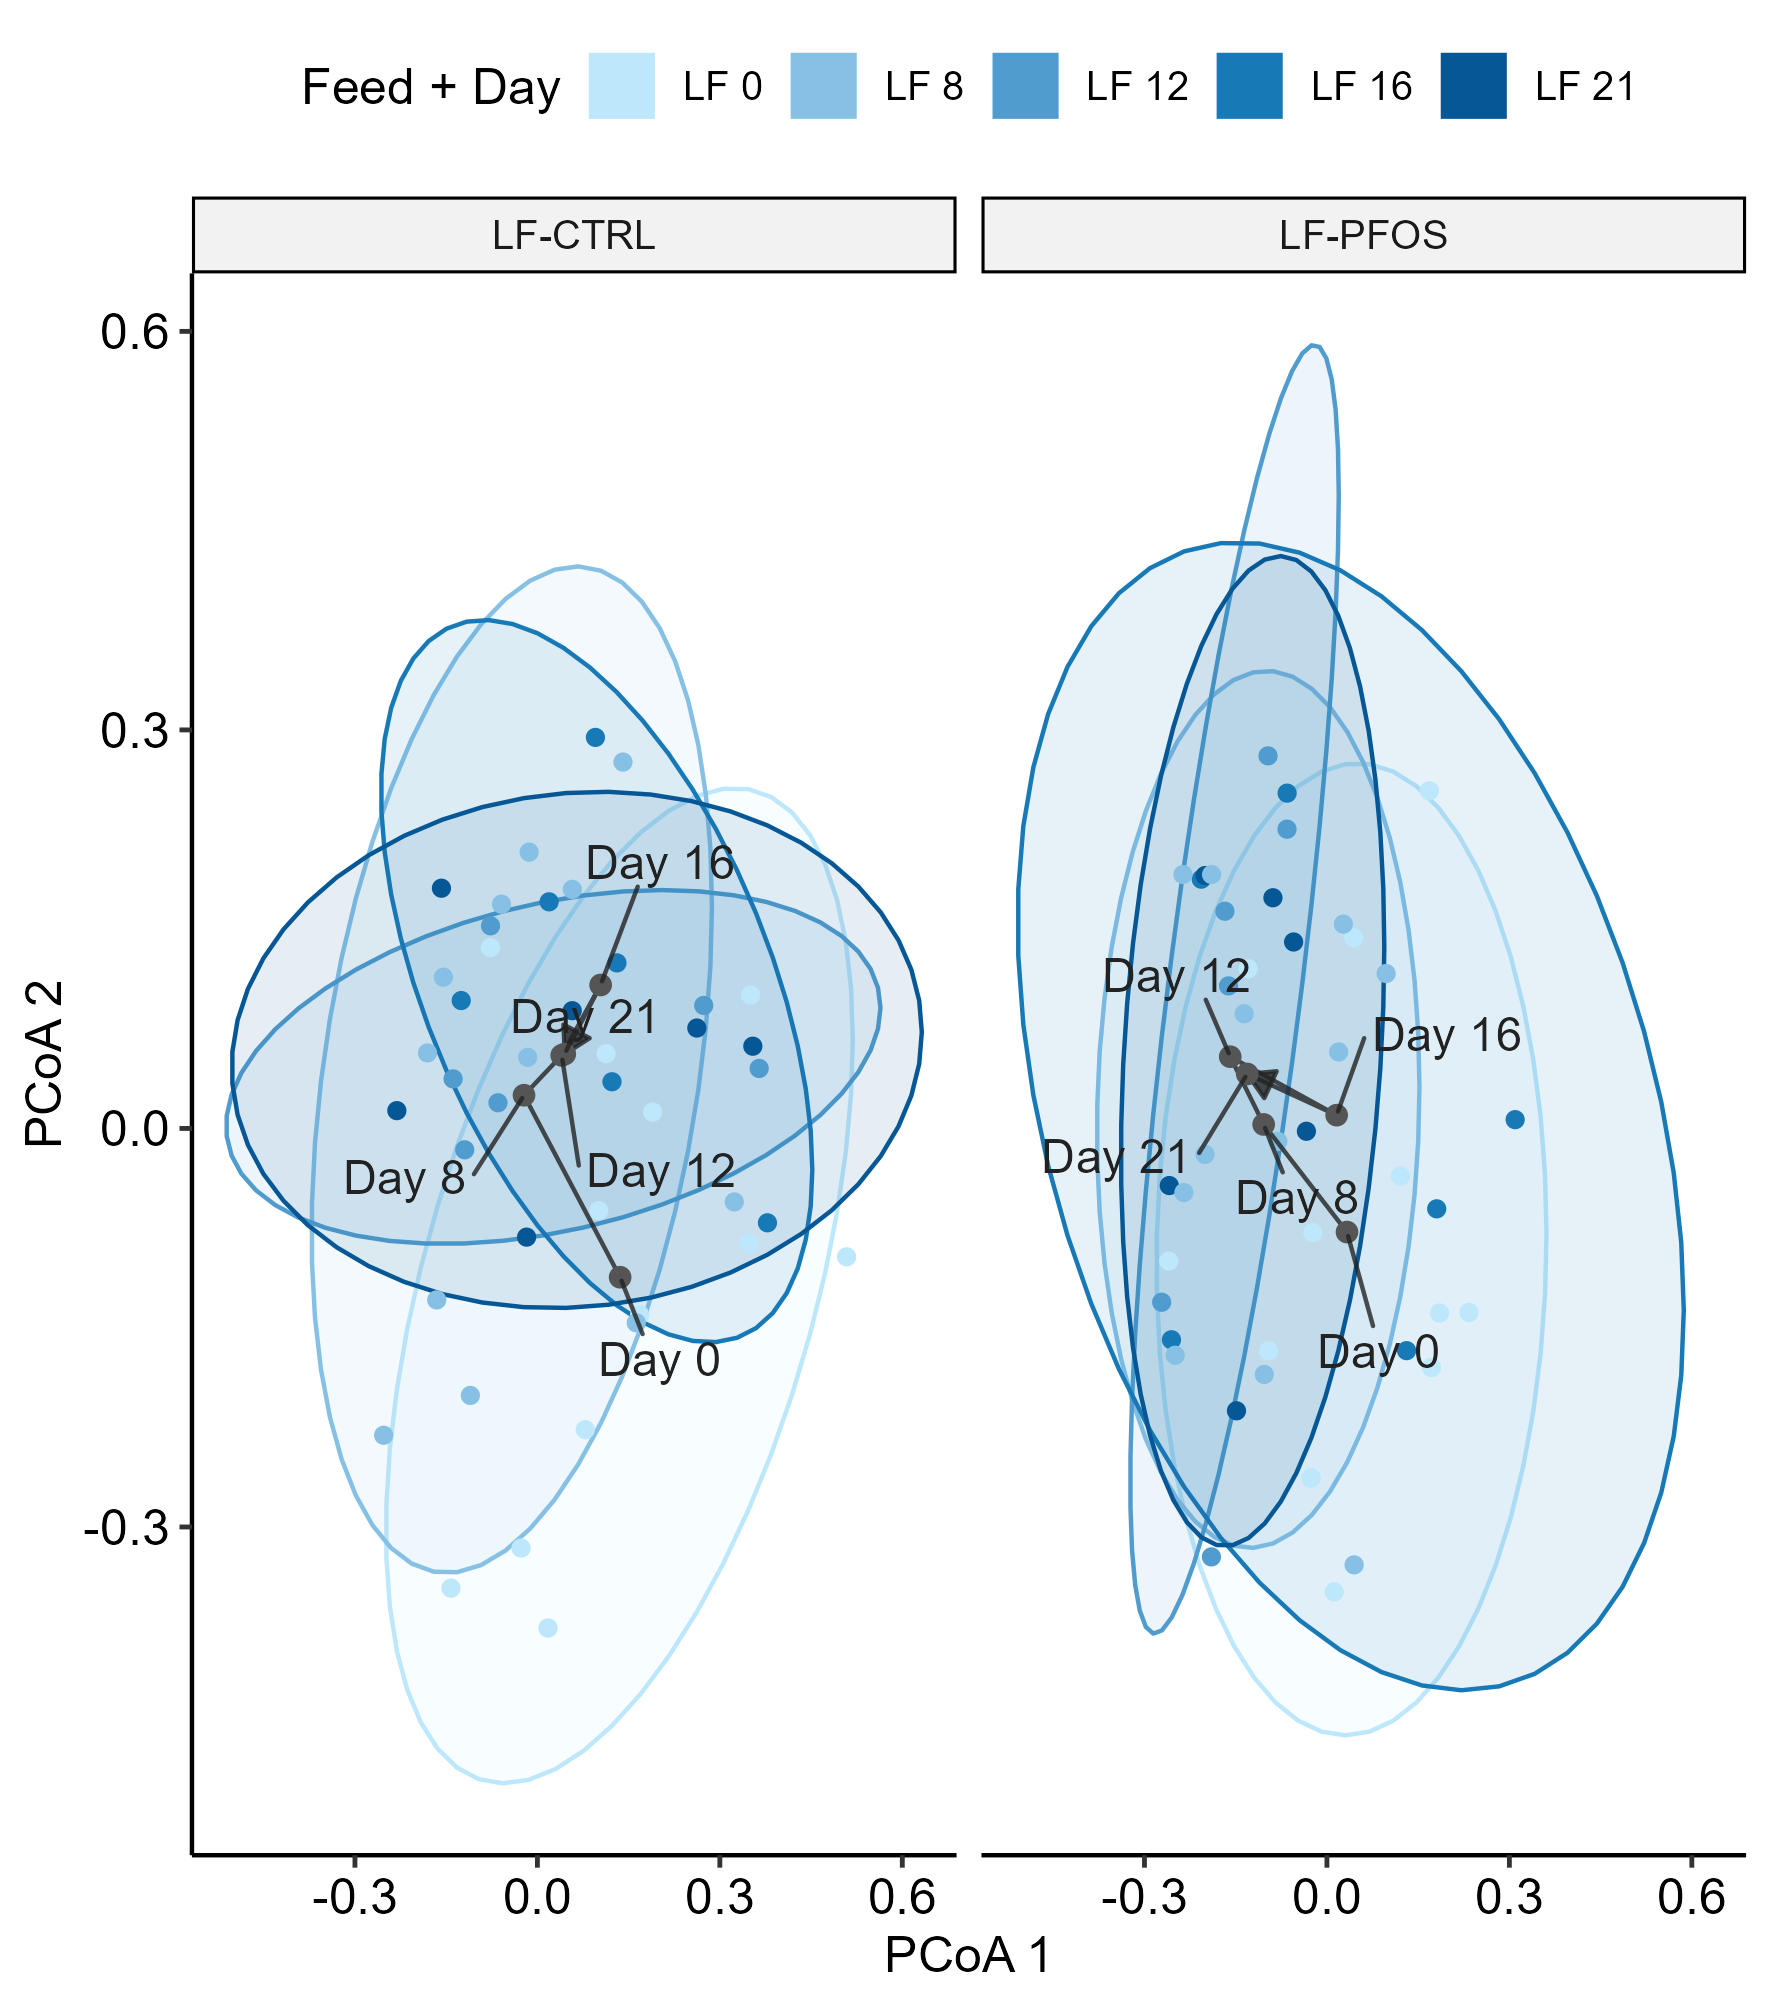 Feed + Day LF 0 LF 8 LF 12 LF 16 LF 21
LF-CTRL LF-PFOS
0.6
0.3
0.0
-0.3
PCoA 2
Day 16
Day 21
Day 8
Day 12
Day 0
Day 12
Day 16
Day 21
Day 8
Day 0
-0.3 0.0 0.3 0.6 -0.3 0.0 0.3 0.6
PCoA 1